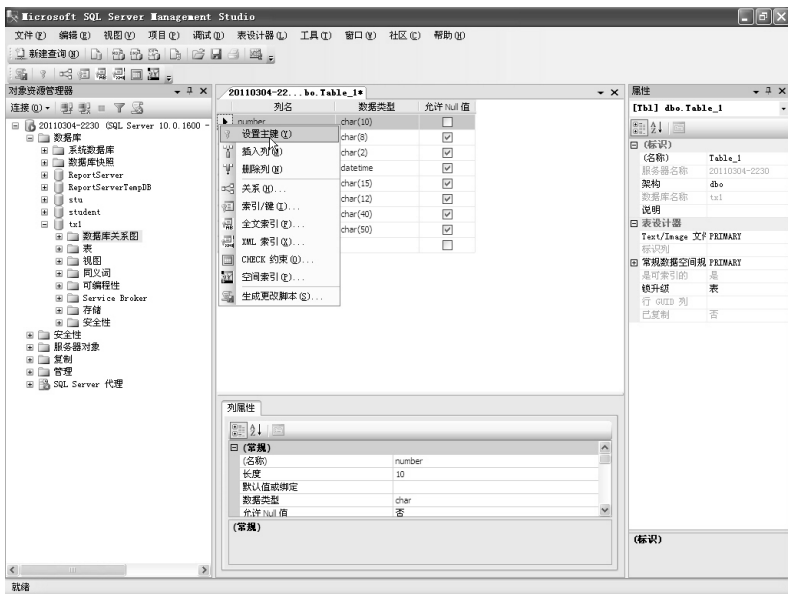 Microsoft SQL Server Management Studio
文件(F) 编辑(E) 视图(V) 项目(P) 调试(D) 表设计器(L) 工具(T) 窗口(W) 社区(C) 帮助(H)
新建查询(N)
对象资源管理器
连接(O)
20110304-2230 (SQL Server 10.0.1600 -
数据库
系统数据库
数据库快照
ReportServer
ReportServerTempDB
stu
student
txl
数据库关系图
表
视图
同义词
可编程性
Service Broker
存储
安全性
安全性
服务器对象
复制
管理
SQL Server 代理
20110304-22...bo.Table_1*
列名 数据类型 允许 Null 值
number char(10)
char(8)
char(2)
datetime
char(15)
char(12)
char(40)
char(50)
设置主键(Y)
插入列(M)
删除列(N)
关系(H)...
索引/键(I)...
全文索引(F)...
XML 索引(X)...
CHECK 约束(O)...
空间索引(P)...
生成更改脚本(S)...
列属性
(常规)
(名称) number
长度 10
默认值或绑定
数据类型 char
允许 Null 值 否
(常规)
属性
[Tbl] dbo.Table_1
(标识)
(名称) Table_1
服务器名称 20110304-2230
架构 dbo
数据库名称 txl
说明
表设计器
Text/Image 文件 PRIMARY
标识列
常规数据空间规 PRIMARY
是可索引的 是
锁升级 表
行 GUID 列
已复制 否
(标识)
就绪